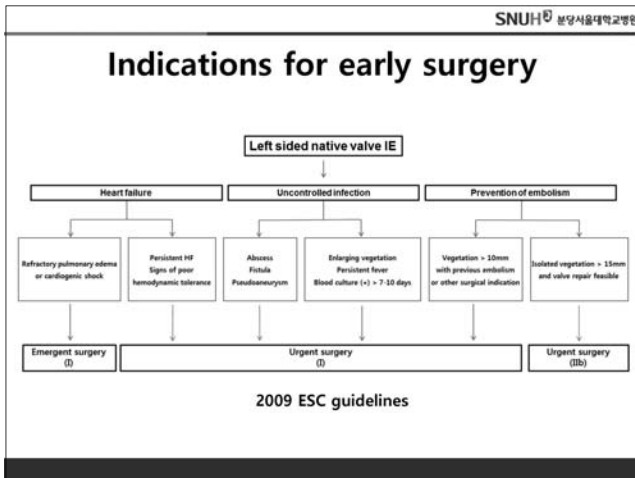 SNUH 분당서울대학교병원
Indications for early surgery
Left sided native valve IE
Heart failure
Uncontrolled infection
Prevention of embolism
Refractory pulmonary edema
or cardiogenic shock
Persistent HF
Signs of poor
hemodynamic tolerance
Abscess
Fistula
Pseudoaneurysm
Enlarging vegetation
Persistent fever
Blood culture (+) > 7-10 days
Vegetation > 10mm
with previous embolism
or other surgical indication
Isolated vegetation > 15mm
and valve repair feasible
Emergent surgery
(I)
Urgent surgery
(I)
Urgent surgery
(IIb)
2009 ESC guidelines